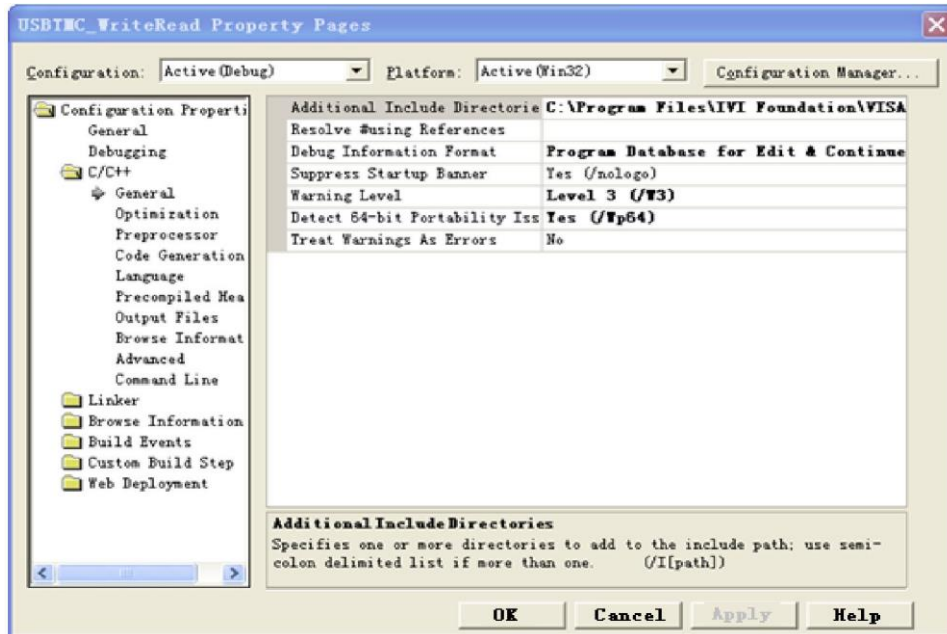 USBTMC_WriteRead Property Pages
Configuration: Active(Debug) Platform: Active(Win32) Configuration Manager...
Configuration Properti
General
Debugging
C/C++
General
Optimization
Preprocessor
Code Generation
Language
Precompiled Hea
Output Files
Browse Informat
Advanced
Command Line
Linker
Browse Information
Build Events
Custom Build Step
Web Deployment
Additional Include Directorie C:\Program Files\IVI Foundation\VISA
Resolve #using References
Debug Information Format Program Database for Edit & Continue
Suppress Startup Banner Yes (/nologo)
Warning Level Level 3 (/W3)
Detect 64-bit Portability Iss Yes (/Wp64)
Treat Warnings As Errors No
Additional Include Directories
Specifies one or more directories to add to the include path; use semi-
colon delimited list if more than one. (/I[path])
OK Cancel Apply Help